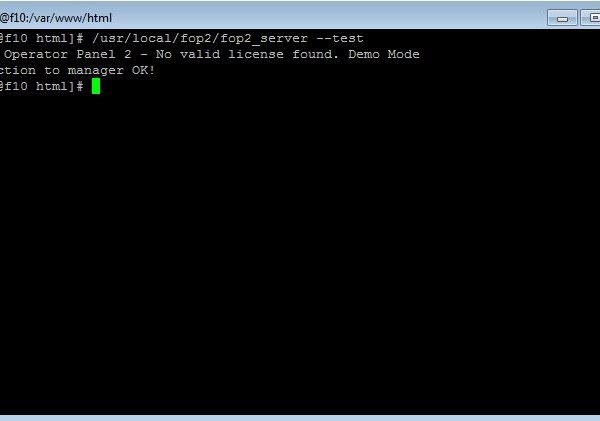 @f10:/var/www/html
@f10 html]# /usr/local/fop2/fop2_server --test
Operator Panel 2 - No valid license found. Demo Mode
ction to manager OK!
@f10 html]#